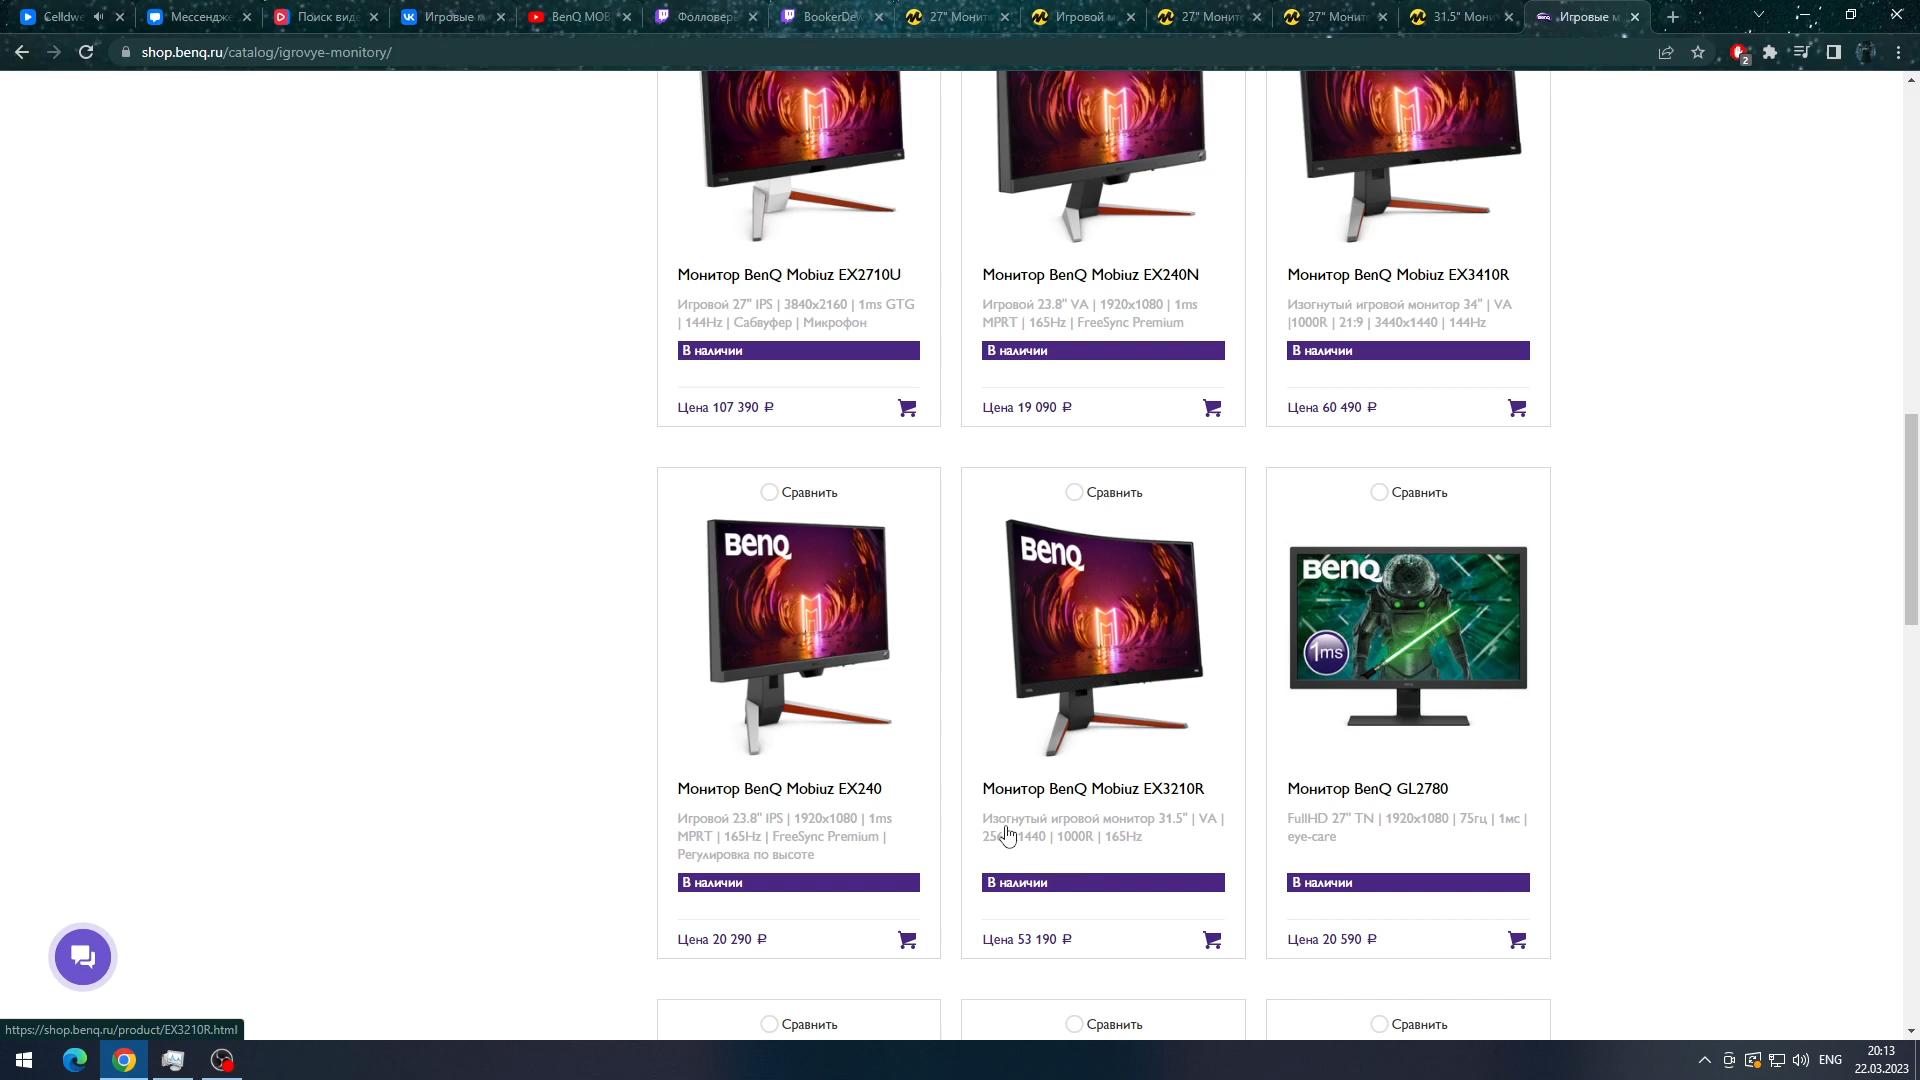 Celldwe
Мессендж
Поиск вид
Игровые м
BenQ MOB
Фолловер
BookerDev
27" Монит
Игровой м
27" Монит
27" Монит
31.5" Мони
Игровые м
shop.benq.ru/catalog/igrovye-monitory/
2
Монитор BenQ Mobiuz EX2710U
Игровой 27" IPS | 3840x2160 | 1ms GTG
| 144Hz | Сабвуфер | Микрофон
В наличии
Цена 107 390 ₽
Монитор BenQ Mobiuz EX240N
Игровой 23.8" VA | 1920x1080 | 1ms
MPRT | 165Hz | FreeSync Premium
В наличии
Цена 19 090 ₽
Монитор BenQ Mobiuz EX3410R
Изогнутый игровой монитор 34" | VA
|1000R | 21:9 | 3440x1440 | 144Hz
В наличии
Цена 60 490 ₽
Сравнить
BenQ
Монитор BenQ Mobiuz EX240
Игровой 23.8" IPS | 1920x1080 | 1ms
MPRT | 165Hz | FreeSync Premium |
Регулировка по высоте
В наличии
Цена 20 290 ₽
Сравнить
BenQ
Монитор BenQ Mobiuz EX3210R
Изогнутый игровой монитор 31.5" | VA |
1440 | 1000R | 165Hz
В наличии
Цена 53 190 ₽
Сравнить
BenQ
1ms
Монитор BenQ GL2780
FullHD 27" TN | 1920x1080 | 75гц | 1мс |
eye-care
В наличии
Цена 20 590 ₽
Сравнить
Сравнить
Сравнить
https://shop.benq.ru/product/EX3210R.html
ENG
20:13
22.03.2023